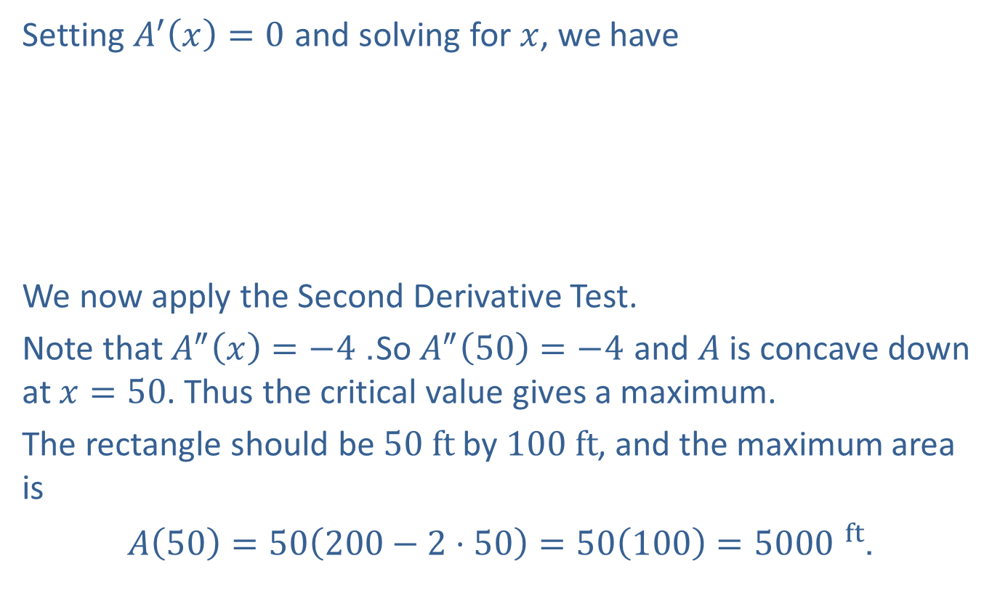 Setting A′(x) = 0 and solving for x, we have
We now apply the Second Derivative Test.
Note that A″(x) = −4 .So A″(50) = −4 and A is concave down
at x = 50. Thus the critical value gives a maximum.
The rectangle should be 50 ft by 100 ft, and the maximum area
is
A(50) = 50(200 − 2 · 50) = 50(100) = 5000 ft.